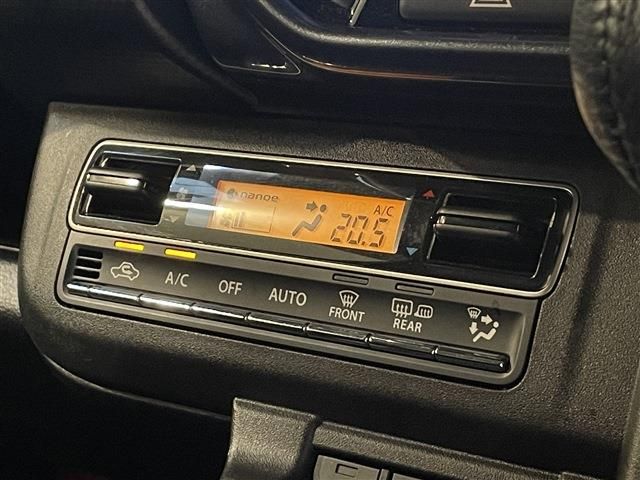 nanoe
A/C
20.5
A/C
OFF
AUTO
FRONT
REAR